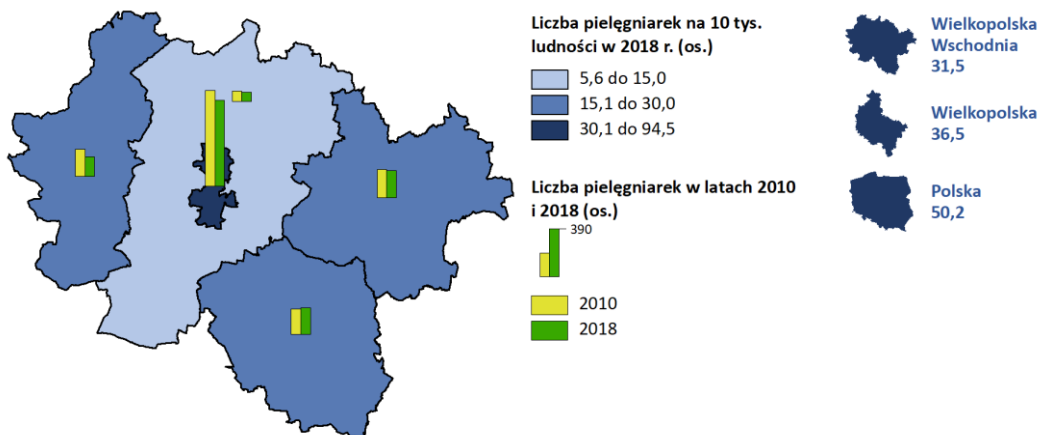 Liczba pielęgniarek na 10 tys.
ludności w 2018 r. (os.)
5,6 do 15,0
15,1 do 30,0
30,1 do 94,5
Liczba pielęgniarek w latach 2010
i 2018 (os.)
390
2010
2018
Wielkopolska
Wschodnia
31,5
Wielkopolska
36,5
Polska
50,2